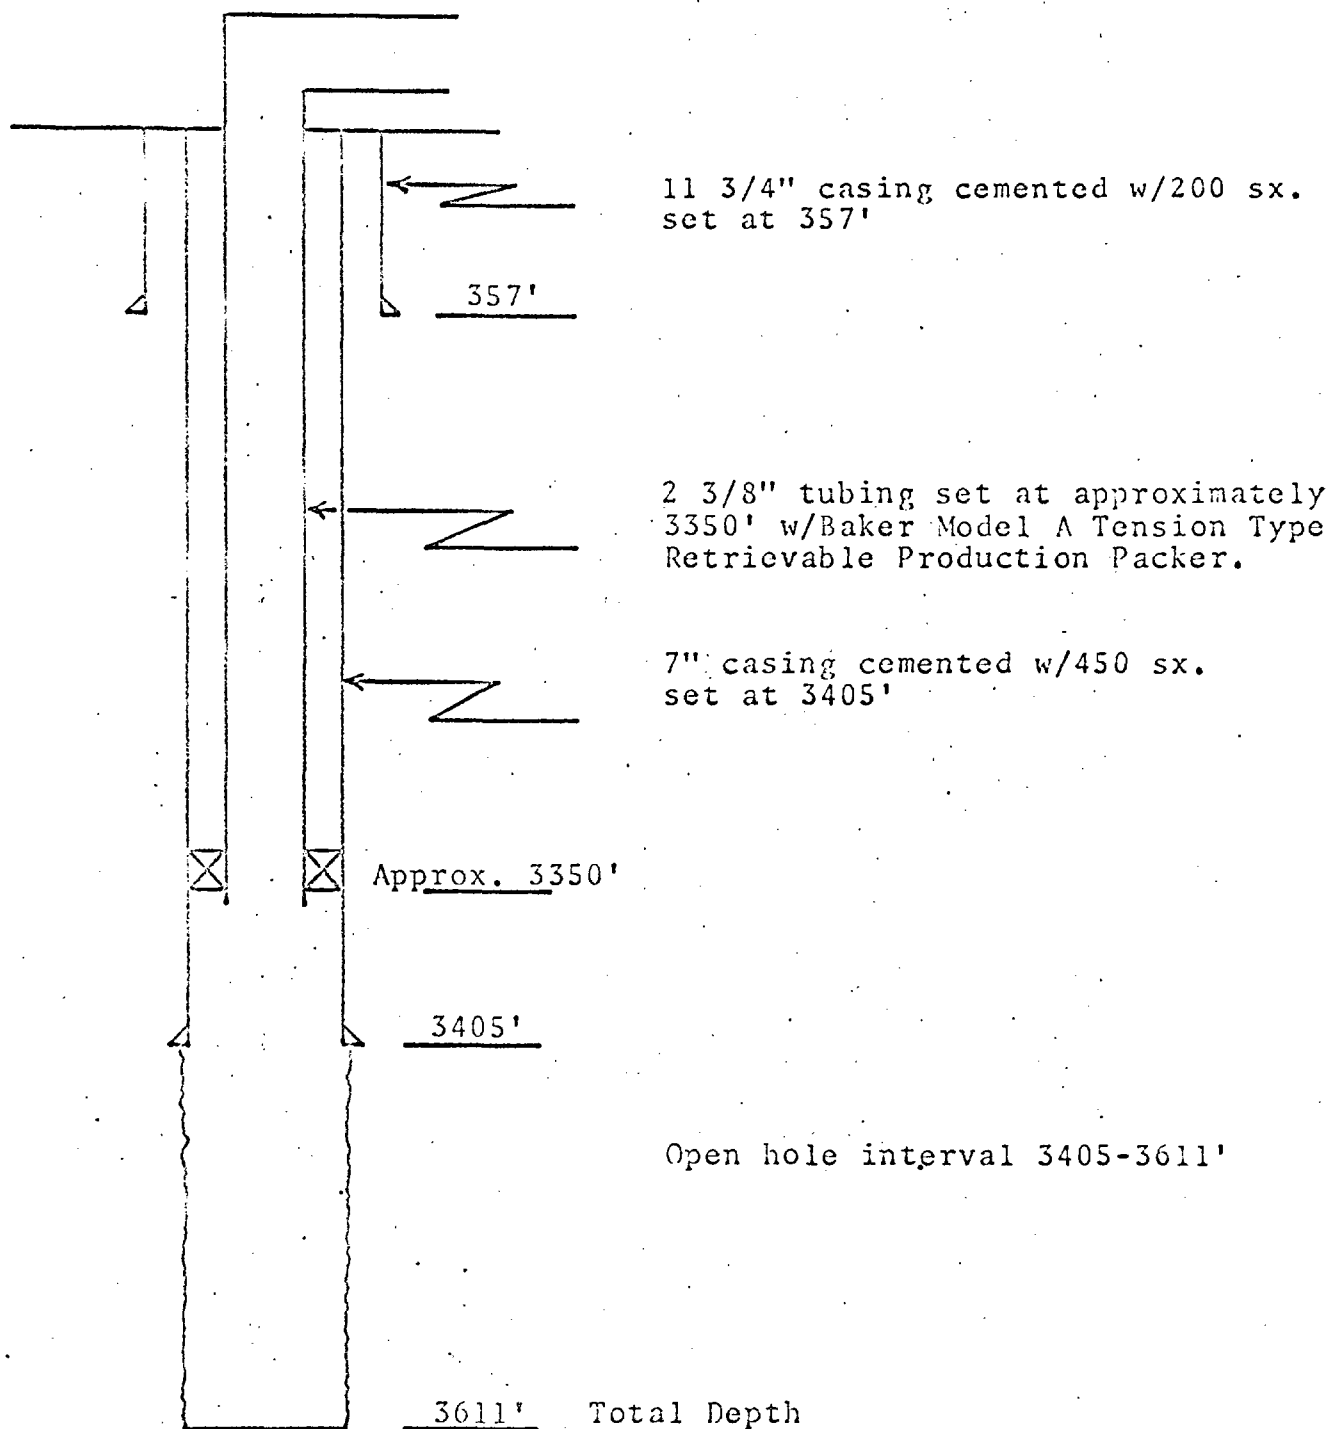 11 3/4" casing cemented w/200 sx.
set at 357'
357'
2 3/8" tubing set at approximately
3350' w/Baker Model A Tension Type
Retrievable Production Packer.
7" casing cemented w/450 sx.
set at 3405'
Approx. 3350'
3405'
Open hole interval 3405-3611'
3611' Total Depth